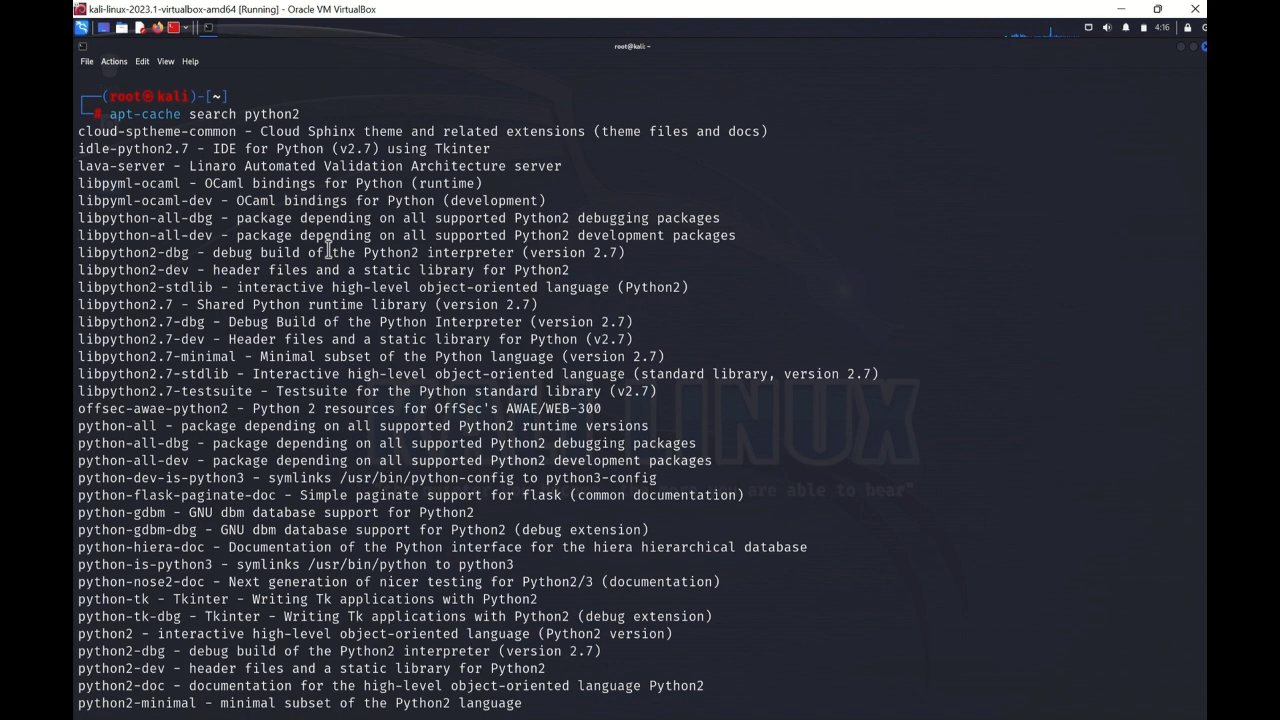 kali-linux-2023.1-virtualbox-amd64 [Running] - Oracle VM VirtualBox
4:16
root@kali: ~
File Actions Edit View Help
┌──(root㉿kali)-[~]
└─# apt-cache search python2
cloud-sptheme-common - Cloud Sphinx theme and related extensions (theme files and docs)
idle-python2.7 - IDE for Python (v2.7) using Tkinter
lava-server - Linaro Automated Validation Architecture server
libpyml-ocaml - OCaml bindings for Python (runtime)
libpyml-ocaml-dev - OCaml bindings for Python (development)
libpython-all-dbg - package depending on all supported Python2 debugging packages
libpython-all-dev - package depending on all supported Python2 development packages
libpython2-dbg - debug build of the Python2 interpreter (version 2.7)
libpython2-dev - header files and a static library for Python2
libpython2-stdlib - interactive high-level object-oriented language (Python2)
libpython2.7 - Shared Python runtime library (version 2.7)
libpython2.7-dbg - Debug Build of the Python Interpreter (version 2.7)
libpython2.7-dev - Header files and a static library for Python (v2.7)
libpython2.7-minimal - Minimal subset of the Python language (version 2.7)
libpython2.7-stdlib - Interactive high-level object-oriented language (standard library, version 2.7)
libpython2.7-testsuite - Testsuite for the Python standard library (v2.7)
offsec-awae-python2 - Python 2 resources for OffSec's AWAE/WEB-300
python-all - package depending on all supported Python2 runtime versions
python-all-dbg - package depending on all supported Python2 debugging packages
python-all-dev - package depending on all supported Python2 development packages
python-dev-is-python3 - symlinks /usr/bin/python-config to python3-config
python-flask-paginate-doc - Simple paginate support for flask (common documentation)
python-gdbm - GNU dbm database support for Python2
python-gdbm-dbg - GNU dbm database support for Python2 (debug extension)
python-hiera-doc - Documentation of the Python interface for the hiera hierarchical database
python-is-python3 - symlinks /usr/bin/python to python3
python-nose2-doc - Next generation of nicer testing for Python2/3 (documentation)
python-tk - Tkinter - Writing Tk applications with Python2
python-tk-dbg - Tkinter - Writing Tk applications with Python2 (debug extension)
python2 - interactive high-level object-oriented language (Python2 version)
python2-dbg - debug build of the Python2 interpreter (version 2.7)
python2-dev - header files and a static library for Python2
python2-doc - documentation for the high-level object-oriented language Python2
python2-minimal - minimal subset of the Python2 language
KALI LINUX
you are able to hear"